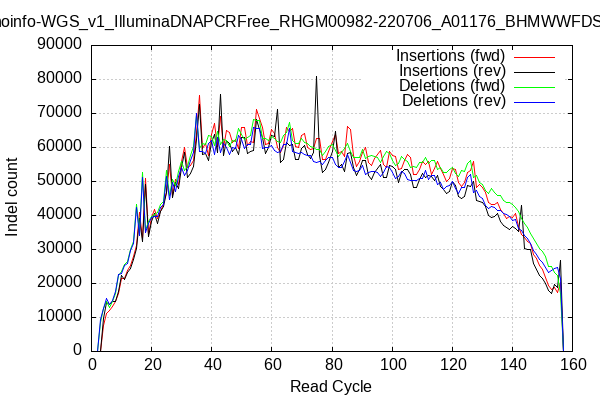 noinfo-WGS_v1_IlluminaDNAPCRFree_RHGM00982-220706_A01176_BHMWWFDS
Insertions (fwd)
Insertions (rev)
Deletions (fwd)
Deletions (rev)
90000
80000
70000
60000
50000
40000
30000
20000
10000
0
Indel count
0 20 40 60 80 100 120 140 160
Read Cycle